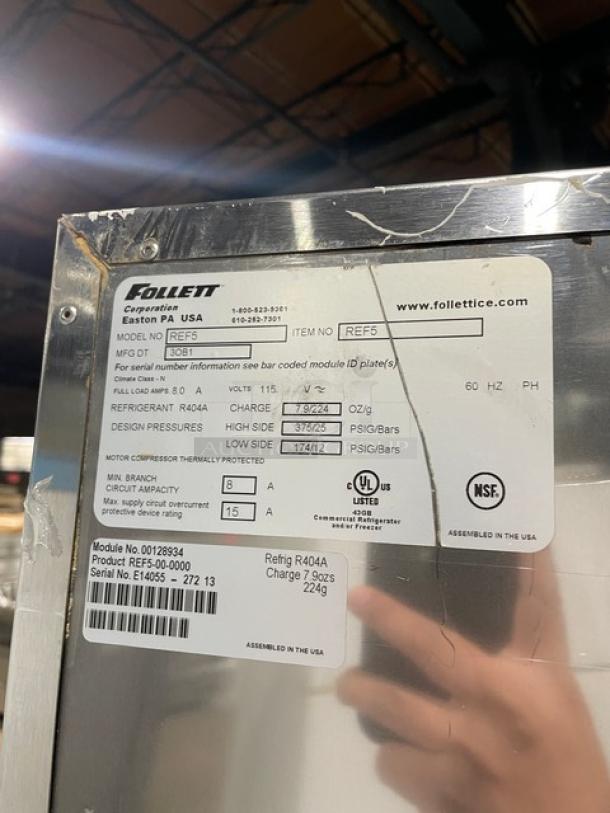 FOLLETT
Corporation
Easton PA USA
1-800-523-9361
610-252-7301
www.follettice.com
MODEL NO REF5 ITEM NO REF5
MFG DT 3OB1
For serial number information see bar coded module ID plate(s)
Climate Class - N
FULL LOAD AMPS. 8.0 A VOLTS 115. V ≂ 60 HZ PH
REFRIGERANT R404A CHARGE 7.9/224 OZ/g
DESIGN PRESSURES HIGH SIDE 375/25 PSIG/Bars
LOW SIDE 174/12 PSIG/Bars
MOTOR COMPRESSOR THERMALLY PROTECTED
MIN. BRANCH
CIRCUIT AMPACITY 8 A
Max. supply circuit overcurrent
protective device rating 15 A
C UL US
LISTED
43GB
Commercial Refrigerator
and/or Freezer
NSF
ASSEMBLED IN THE USA
Module No. 00128934
Product REF5-00-0000
Serial No. E14055 - 272 13
Refrig R404A
Charge 7.9ozs
224g
ASSEMBLED IN THE USA